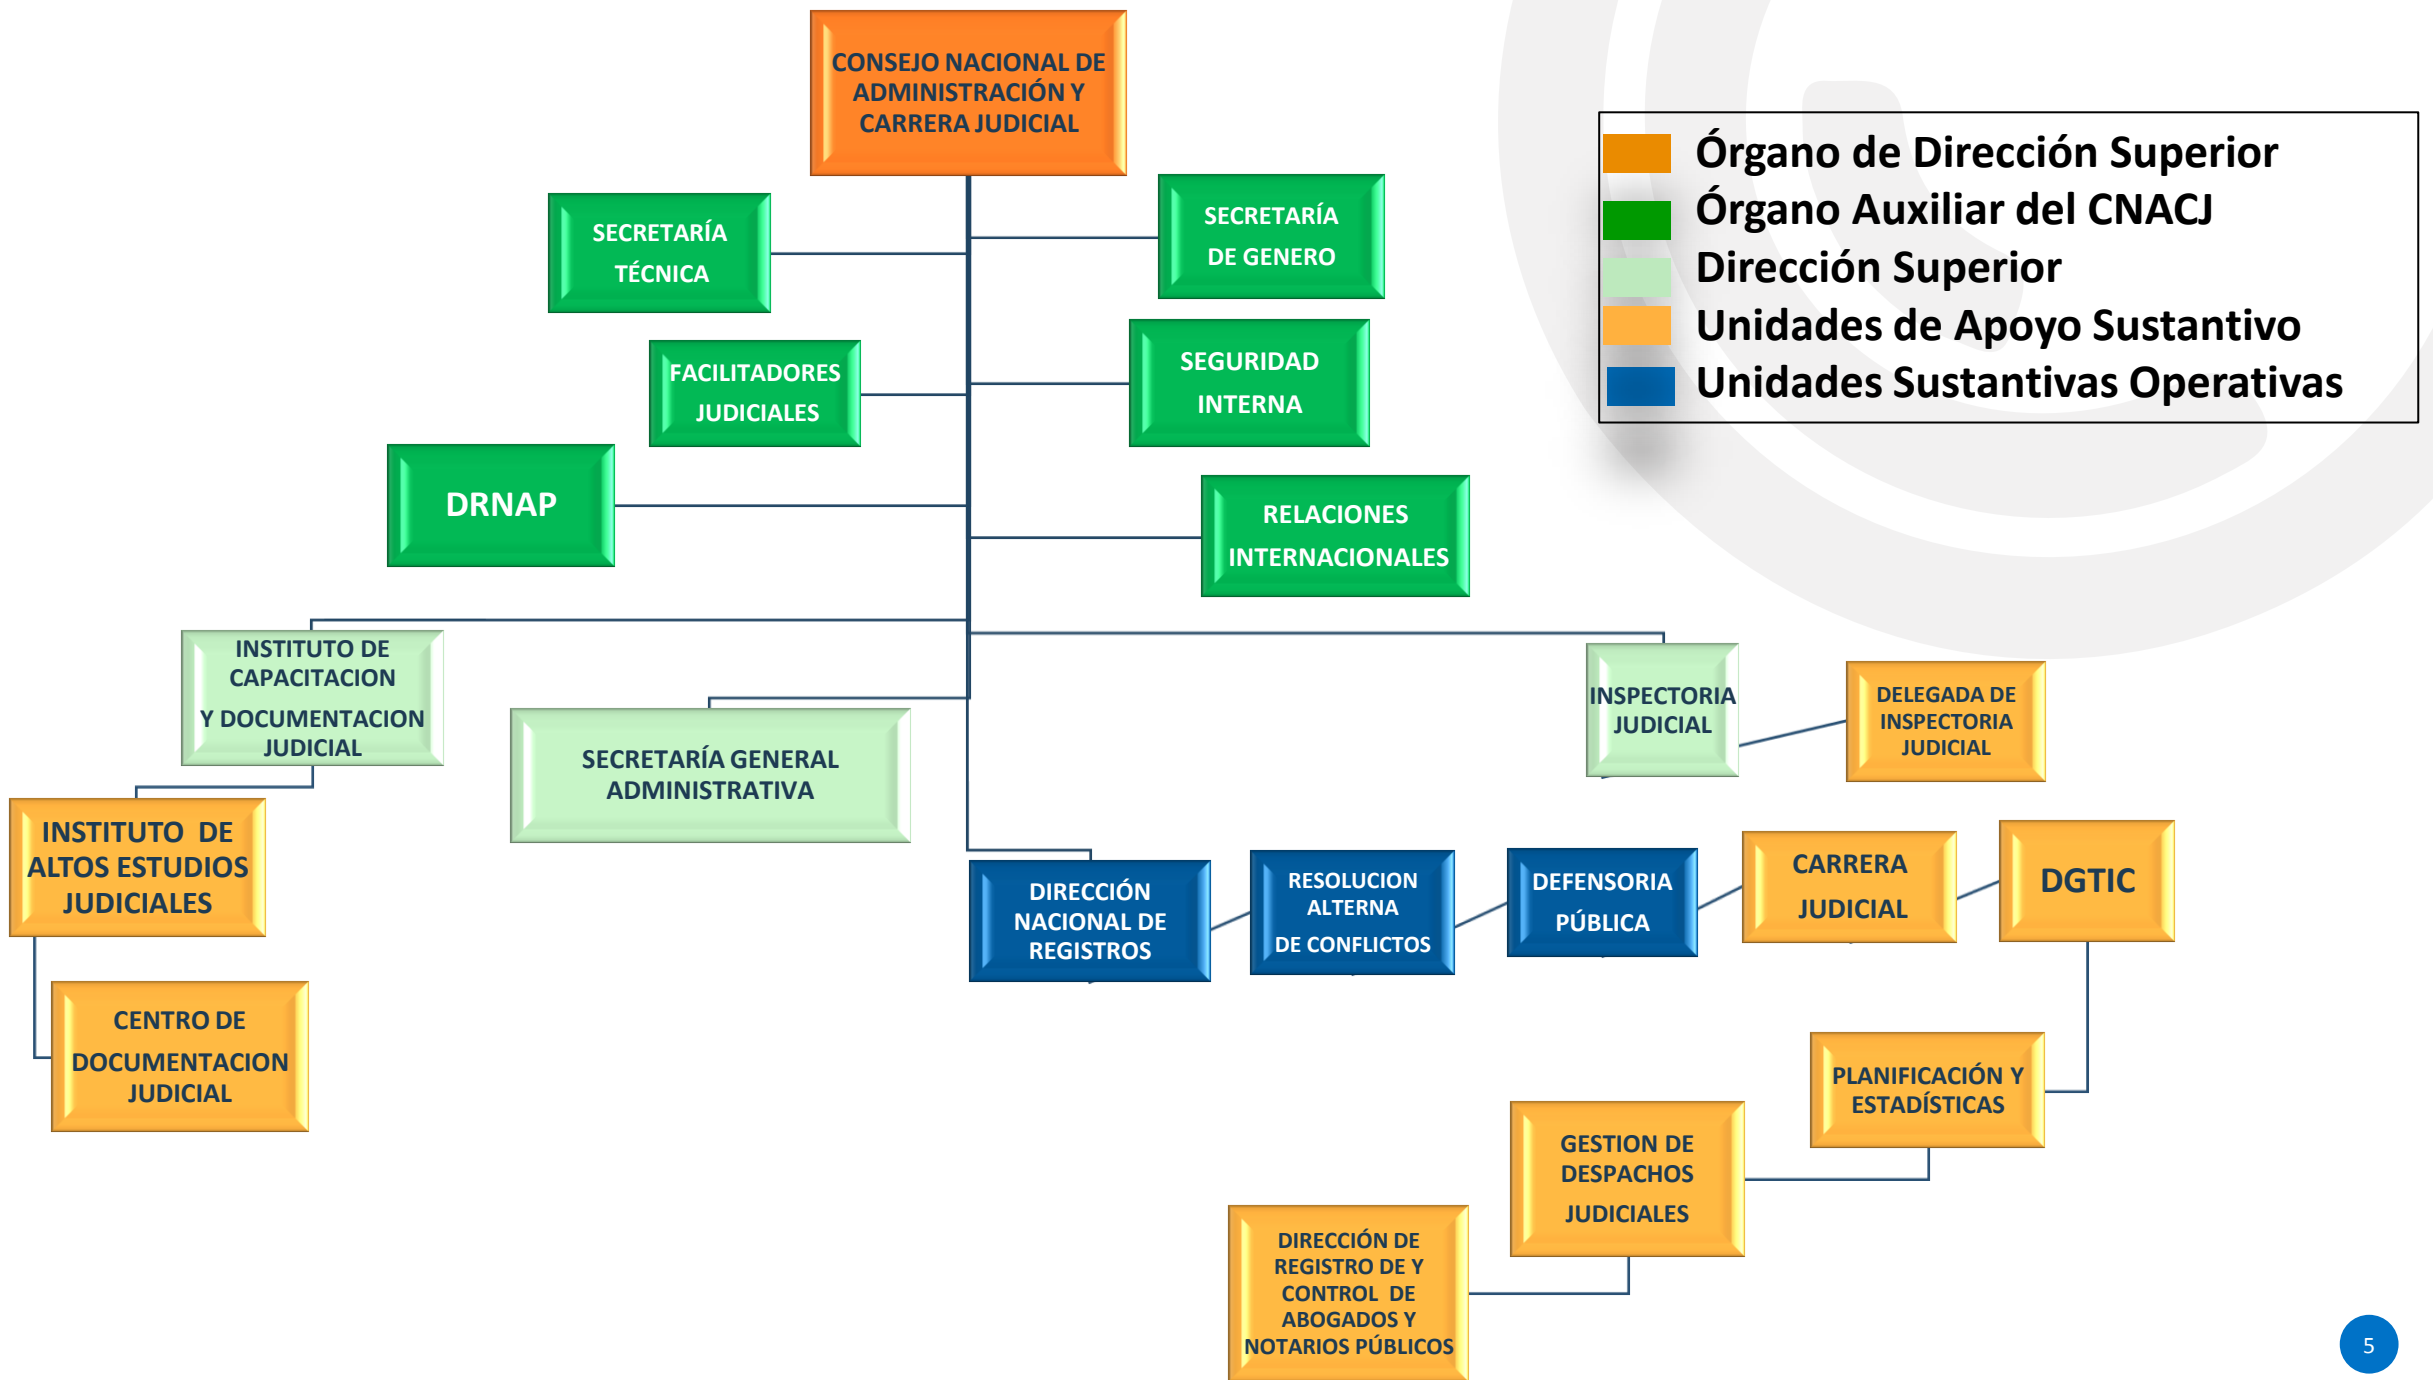 CONSEJO NACIONAL DE
ADMINISTRACIÓN Y
CARRERA JUDICIAL
Órgano de Dirección Superior
Órgano Auxiliar del CNACJ
Dirección Superior
Unidades de Apoyo Sustantivo
Unidades Sustantivas Operativas
SECRETARÍA
TÉCNICA
SECRETARÍA
DE GENERO
FACILITADORES
JUDICIALES
SEGURIDAD
INTERNA
DRNAP
RELACIONES
INTERNACIONALES
INSTITUTO DE
CAPACITACION
Y DOCUMENTACION
JUDICIAL
SECRETARÍA GENERAL
ADMINISTRATIVA
INSPECTORIA
JUDICIAL
DELEGADA DE
INSPECTORIA
JUDICIAL
INSTITUTO DE
ALTOS ESTUDIOS
JUDICIALES
DIRECCIÓN
NACIONAL DE
REGISTROS
RESOLUCION
ALTERNA
DE CONFLICTOS
DEFENSORIA
PÚBLICA
CARRERA
JUDICIAL
DGTIC
CENTRO DE
DOCUMENTACION
JUDICIAL
PLANIFICACIÓN Y
ESTADÍSTICAS
GESTION DE
DESPACHOS
JUDICIALES
DIRECCIÓN DE
REGISTRO DE Y
CONTROL DE
ABOGADOS Y
NOTARIOS PÚBLICOS
5